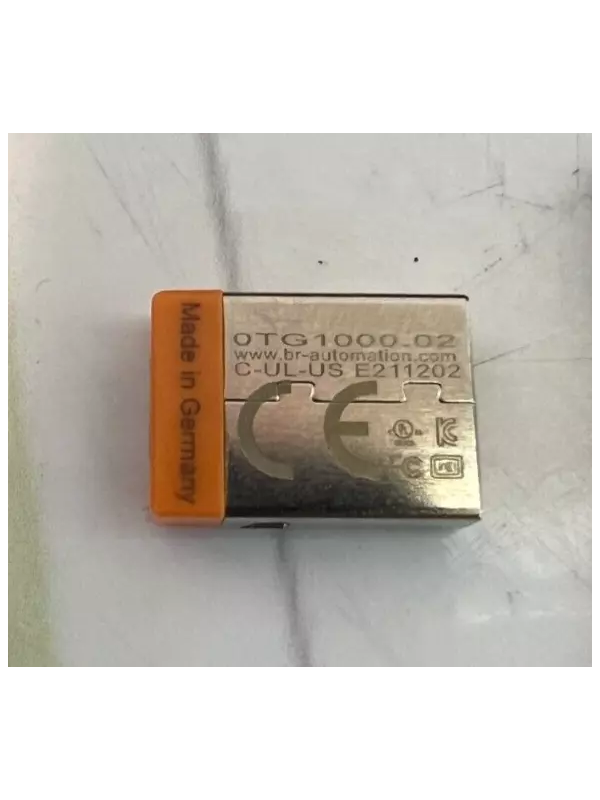 Made in Germany
0TG1000.02
www.br-automation.com
C-UL-US E211202
CE